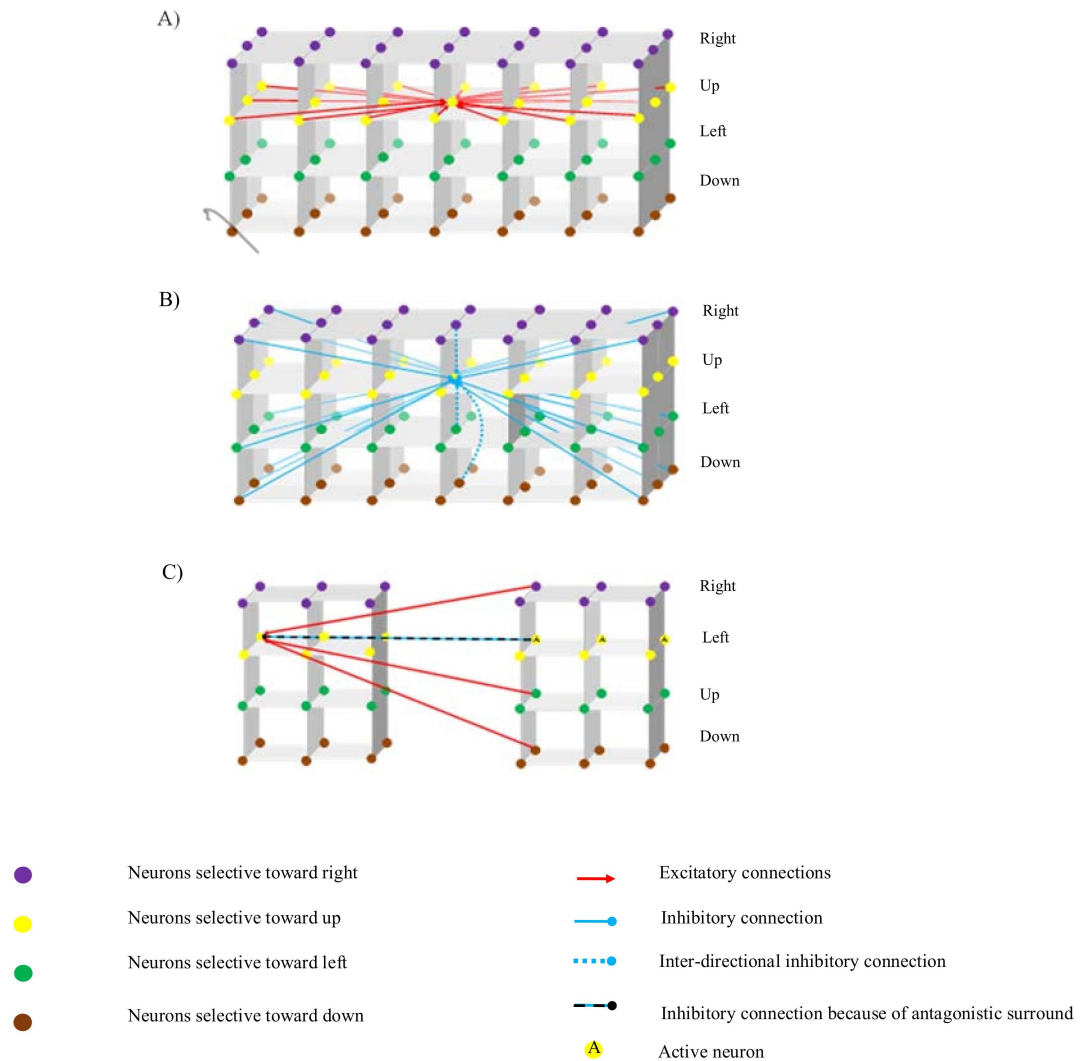 A)
Right
Up
Left
Down
B)
Right
Up
Left
Down
C)
Right
Left
Up
Down
Neurons selective toward right
Excitatory connections
Neurons selective toward up
Inhibitory connection
Neurons selective toward left
Inter-directional inhibitory connection
Neurons selective toward down
Inhibitory connection because of antagonistic surround
A
Active neuron